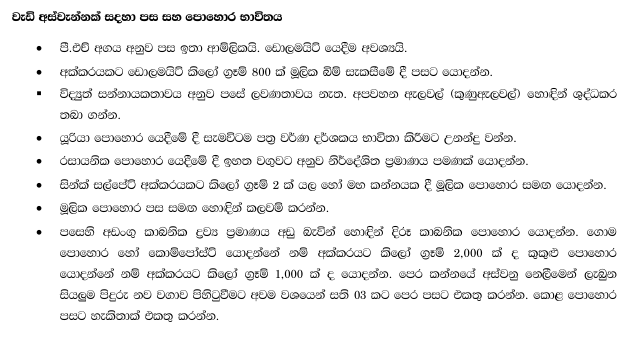 වැඩි අස්වැන්නක් සදහා පස සහ පොහොර භාවිතය
• පී.එච් අගය අනුව පස ඉතා ආම්ලිකයි. ඩොලමයිට් යෙදීම අවශ්‍යයි.
• අක්කරයකට ඩොලමයිට් කිලෝ ග්‍රෑම් 800 ක් මූලික බිම් සැකසීමේ දී පසට යොදන්න.
▪ විද්‍යුත් සන්නායකතාවය අනුව පසේ ලවණතාවය නැත. අපවහන ඇලවල් (කුණුඇලවල්) හොඳින් ශුද්ධකර
තබා ගන්න.
• යූරියා පොහොර යෙදීමේ දී සැමවිටම පත්‍ර වර්ණ දර්ශකය භාවිතා කිරීමට උනන්දු වන්න.
• රසායනික පොහොර යෙදීමේ දී ඉහත වගුවට අනුව නිර්දේශිත ප්‍රමාණය පමණක් යොදන්න.
• සින්ක් සල්පේට් අක්කරයකට කිලෝ ග්‍රෑම් 2 ක් යල හෝ මහ කන්නයක දී මූලික පොහොර සමඟ යොදන්න.
• මූලික පොහොර පස සමඟ හොඳින් කලවම් කරන්න.
• පසෙහි අඩංගු කාබනික ද්‍රව්‍ය ප්‍රමාණය අඩු බැවින් හොඳින් දිරූ කාබනික පොහොර යොදන්න. ගොම
පොහොර හෝ කොම්පෝස්ට් යොදන්නේ නම් අක්කරයට කිලෝ ග්‍රෑම් 2,000 ක් ද කුකුළු පොහොර
යොදන්නේ නම් අක්කරයට කිලෝ ග්‍රෑම් 1,000 ක් ද යොදන්න. පෙර කන්නයේ අස්වනු නෙලීමෙන් ලැබුන
සියලුම පිදුරු නව වගාව පිහිටුවීමට අවම වශයෙන් සති 03 කට පෙර පසට එකතු කරන්න. කොළ පොහොර
පසට හැකිතාක් එකතු කරන්න.